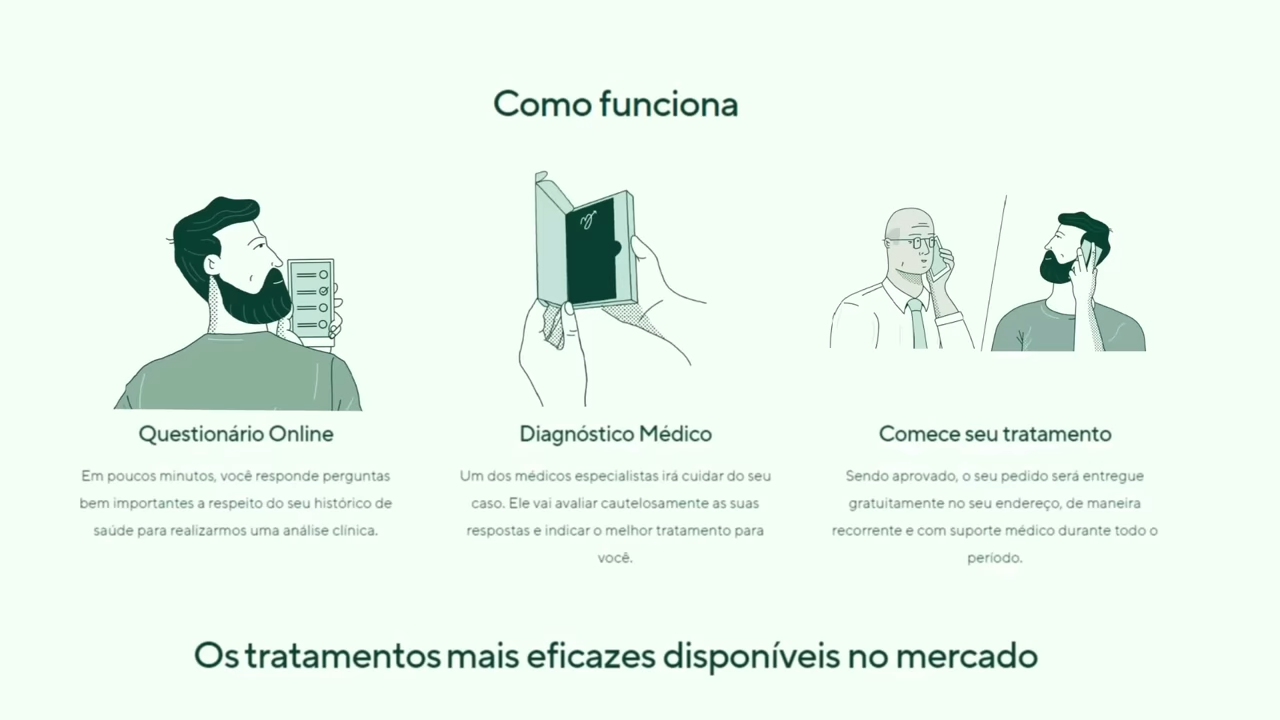 Como funciona
Questionário Online
Em poucos minutos, você responde perguntas
bem importantes a respeito do seu histórico de
saúde para realizarmos uma análise clínica.
Diagnóstico Médico
Um dos médicos especialistas irá cuidar do seu
caso. Ele vai avaliar cautelosamente as suas
respostas e indicar o melhor tratamento para
você.
Comece seu tratamento
Sendo aprovado, o seu pedido será entregue
gratuitamente no seu endereço, de maneira
recorrente e com suporte médico durante todo o
período.
Os tratamentos mais eficazes disponíveis no mercado